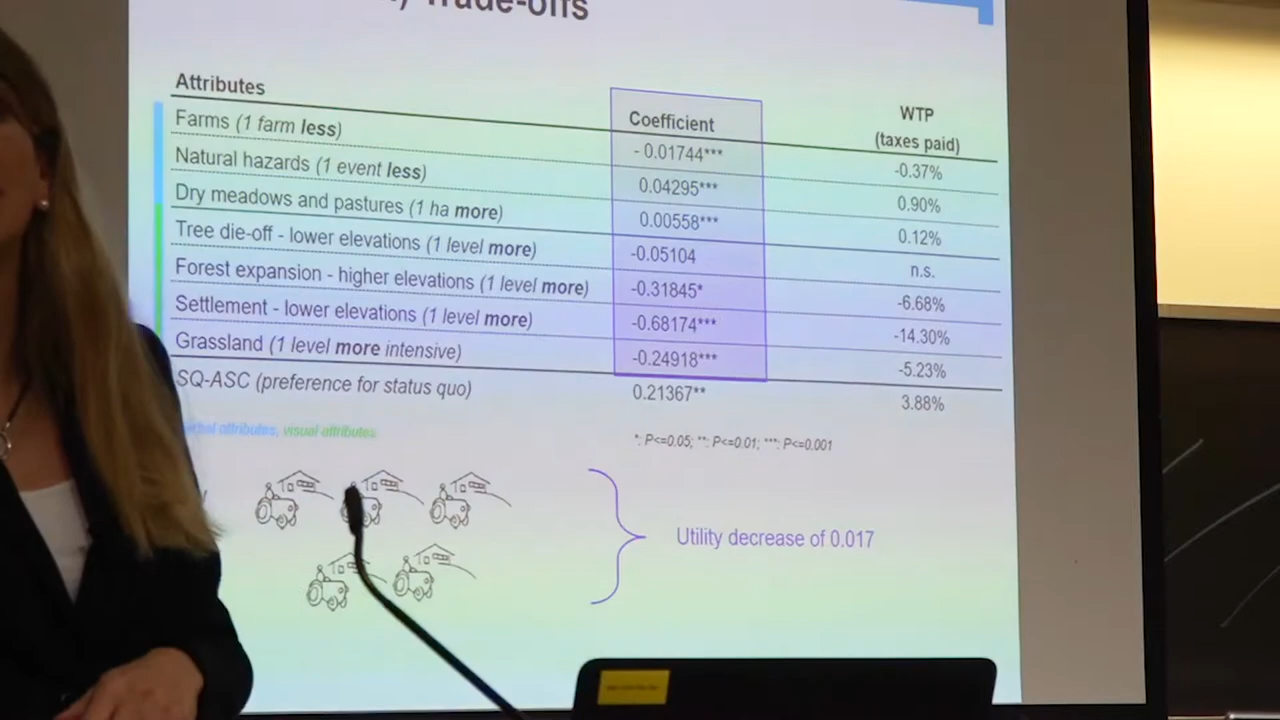 Trade-offs
Attributes
Coefficient
WTP
(taxes paid)
Farms (1 farm less)
- 0.01744***
-0.37%
Natural hazards (1 event less)
0.04295***
0.90%
Dry meadows and pastures (1 ha more)
0.00558***
0.12%
Tree die-off - lower elevations (1 level more)
-0.05104
n.s.
Forest expansion - higher elevations (1 level more)
-0.31845*
-6.68%
Settlement - lower elevations (1 level more)
-0.68174***
-14.30%
Grassland (1 level more intensive)
-0.24918***
-5.23%
SQ-ASC (preference for status quo)
0.21367**
3.88%
attributes, visual attributes
*: P<=0.05; **: P<=0.01; ***: P<=0.001
Utility decrease of 0.017